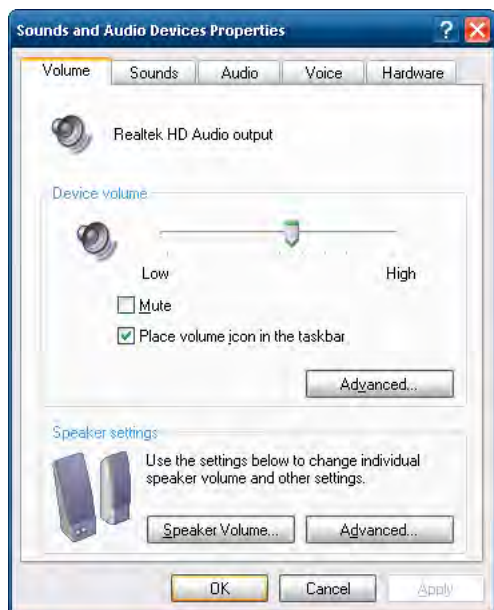 Sounds and Audio Devices Properties
Volume Sounds Audio Voice Hardware
Realtek HD Audio output
Device volume
Low High
Mute
Place volume icon in the taskbar
Advanced...
Speaker settings
Use the settings below to change individual
speaker volume and other settings.
Speaker Volume... Advanced...
OK Cancel Apply